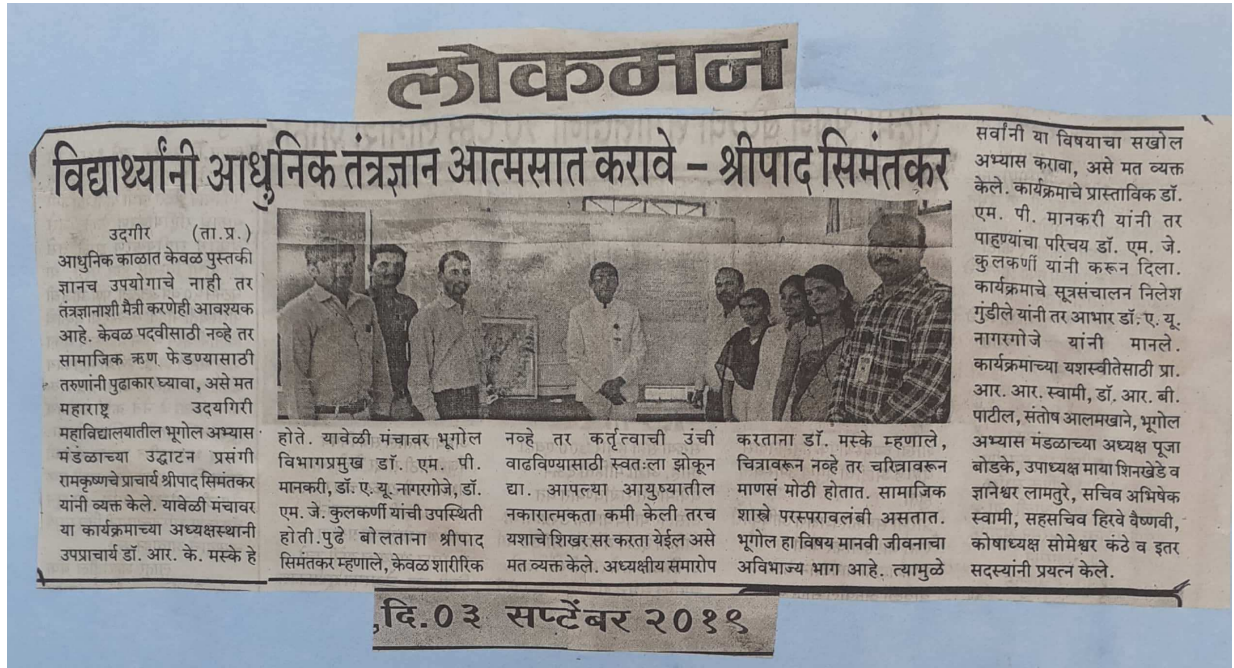 लोकमन
विद्यार्थ्यांनी आधुनिक तंत्रज्ञान आत्मसात करावे – श्रीपाद सिमंतकर
उदगीर (ता.प्र.)
आधुनिक काळात केवळ पुस्तकी
ज्ञानच उपयोगाचे नाही तर
तंत्रज्ञानाशी मैत्री करणेही आवश्यक
आहे. केवळ पदवीसाठी नव्हे तर
सामाजिक ऋण फेडण्यासाठी
तरुणांनी पुढाकार घ्यावा, असे मत
महाराष्ट्र उदयगिरी
महाविद्यालयातील भूगोल अभ्यास
मंडळाच्या उद्घाटन प्रसंगी
रामकृष्णचे प्राचार्य श्रीपाद सिमंतकर
यांनी व्यक्त केले. यावेळी मंचावर
या कार्यक्रमाच्या अध्यक्षस्थानी
उपप्राचार्य डॉ. आर. के. मस्के हे
होते. यावेळी मंचावर भूगोल
विभागप्रमुख डॉ. एम. पी.
मानकरी, डॉ. ए. यू. नागरगोजे, डॉ.
एम. जे. कुलकर्णी यांची उपस्थिती
होती.पुढे बोलताना श्रीपाद
सिमंतकर म्हणाले, केवळ शारीरिक
नव्हे तर कर्तृत्वाची उंची
वाढविण्यासाठी स्वतःला झोकून
द्या. आपल्या आयुष्यातील
नकारात्मकता कमी केली तरच
यशाचे शिखर सर करता येईल असे
मत व्यक्त केले. अध्यक्षीय समारोप
करताना डॉ. मस्के म्हणाले,
चित्रावरून नव्हे तर चरित्रावरून
माणसं मोठी होतात. सामाजिक
शास्त्रे परस्परावलंबी असतात.
भूगोल हा विषय मानवी जीवनाचा
अविभाज्य भाग आहे. त्यामुळे
सर्वांनी या विषयाचा सखोल
अभ्यास करावा, असे मत व्यक्त
केले. कार्यक्रमाचे प्रास्ताविक डॉ.
एम. पी. मानकरी यांनी तर
पाहण्यांचा परिचय डॉ. एम. जे.
कुलकर्णी यांनी करून दिला.
कार्यक्रमाचे सूत्रसंचालन निलेश
गुंडीले यांनी तर आभार डॉ. ए. यू.
नागरगोजे यांनी मानले.
कार्यक्रमाच्या यशस्वीतेसाठी प्रा.
आर. आर. स्वामी, डॉ. आर. बी.
पाटील, संतोष आलमखाने, भूगोल
अभ्यास मंडळाच्या अध्यक्ष पूजा
बोडके, उपाध्यक्ष माया शिनखेडे व
ज्ञानेश्वर लामतुरे, सचिव अभिषेक
स्वामी, सहसचिव हिरवे वैष्णवी,
कोषाध्यक्ष सोमेश्वर कंठे व इतर
सदस्यांनी प्रयत्न केले.
,दि.०३ सप्टेंबर २०१९